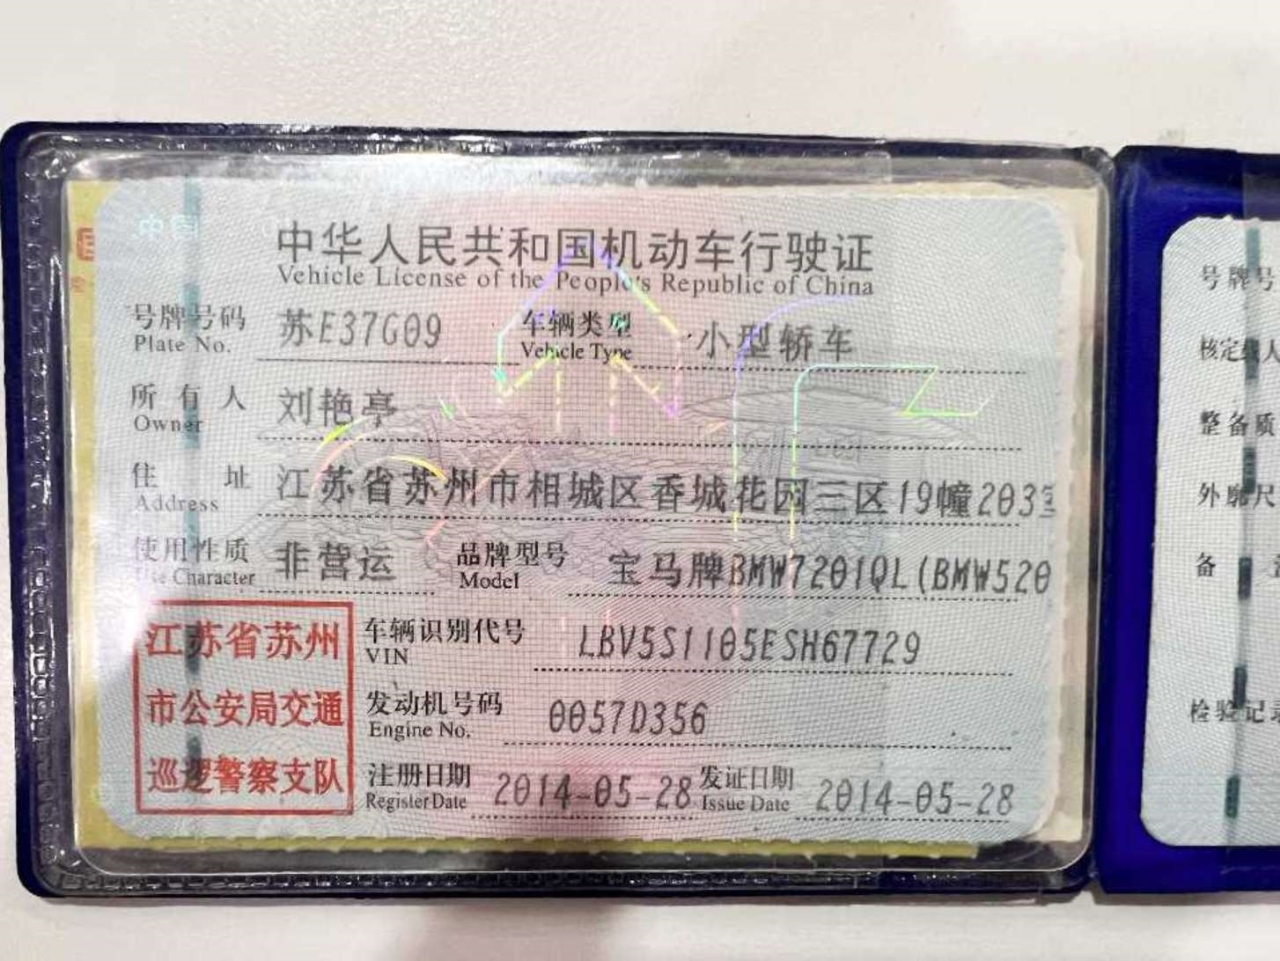 中华人民共和国机动车行驶证
Vehicle License of the People's Republic of China
号牌号码 苏E37G09 车辆类型 小型轿车
Plate No. Vehicle Type
所有人 刘艳亭
Owner
住址 江苏省苏州市相城区香城花园三区19幢203室
Address
使用性质 非营运 品牌型号 宝马牌BMW7201QL(BMW520
Use Character Model
江苏省苏州
市公安局交通
巡逻警察支队
车辆识别代号 LBV5S1105ESH67729
VIN
发动机号码 0057D356
Engine No.
注册日期 2014-05-28 发证日期 2014-05-28
Register Date Issue Date
号牌号
核定载人
整备质
外廓尺
备
检验记录